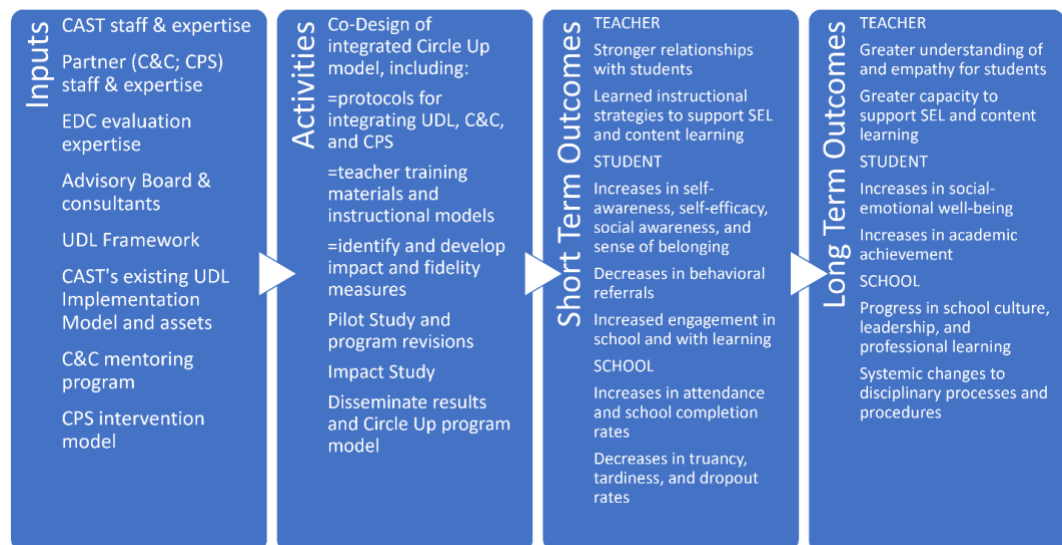 Inputs
CAST staff & expertise
Partner (C&C; CPS)
staff & expertise
EDC evaluation
expertise
Advisory Board &
consultants
UDL Framework
CAST's existing UDL
Implementation
Model and assets
C&C mentoring
program
CPS intervention
model
Activities
Co-Design of
integrated Circle Up
model, including:
=protocols for
integrating UDL, C&C,
and CPS
=teacher training
materials and
instructional models
=identify and develop
impact and fidelity
measures
Pilot Study and
program revisions
Impact Study
Disseminate results
and Circle Up program
model
Short Term Outcomes
TEACHER
Stronger relationships
with students
Learned instructional
strategies to support SEL
and content learning
STUDENT
Increases in self-
awareness, self-efficacy,
social awareness, and
sense of belonging
Decreases in behavioral
referrals
Increased engagement in
school and with learning
SCHOOL
Increases in attendance
and school completion
rates
Decreases in truancy,
tardiness, and dropout
rates
Long Term Outcomes
TEACHER
Greater understanding of
and empathy for students
Greater capacity to
support SEL and content
learning
STUDENT
Increases in social-
emotional well-being
Increases in academic
achievement
SCHOOL
Progress in school culture,
leadership, and
professional learning
Systemic changes to
disciplinary processes and
procedures